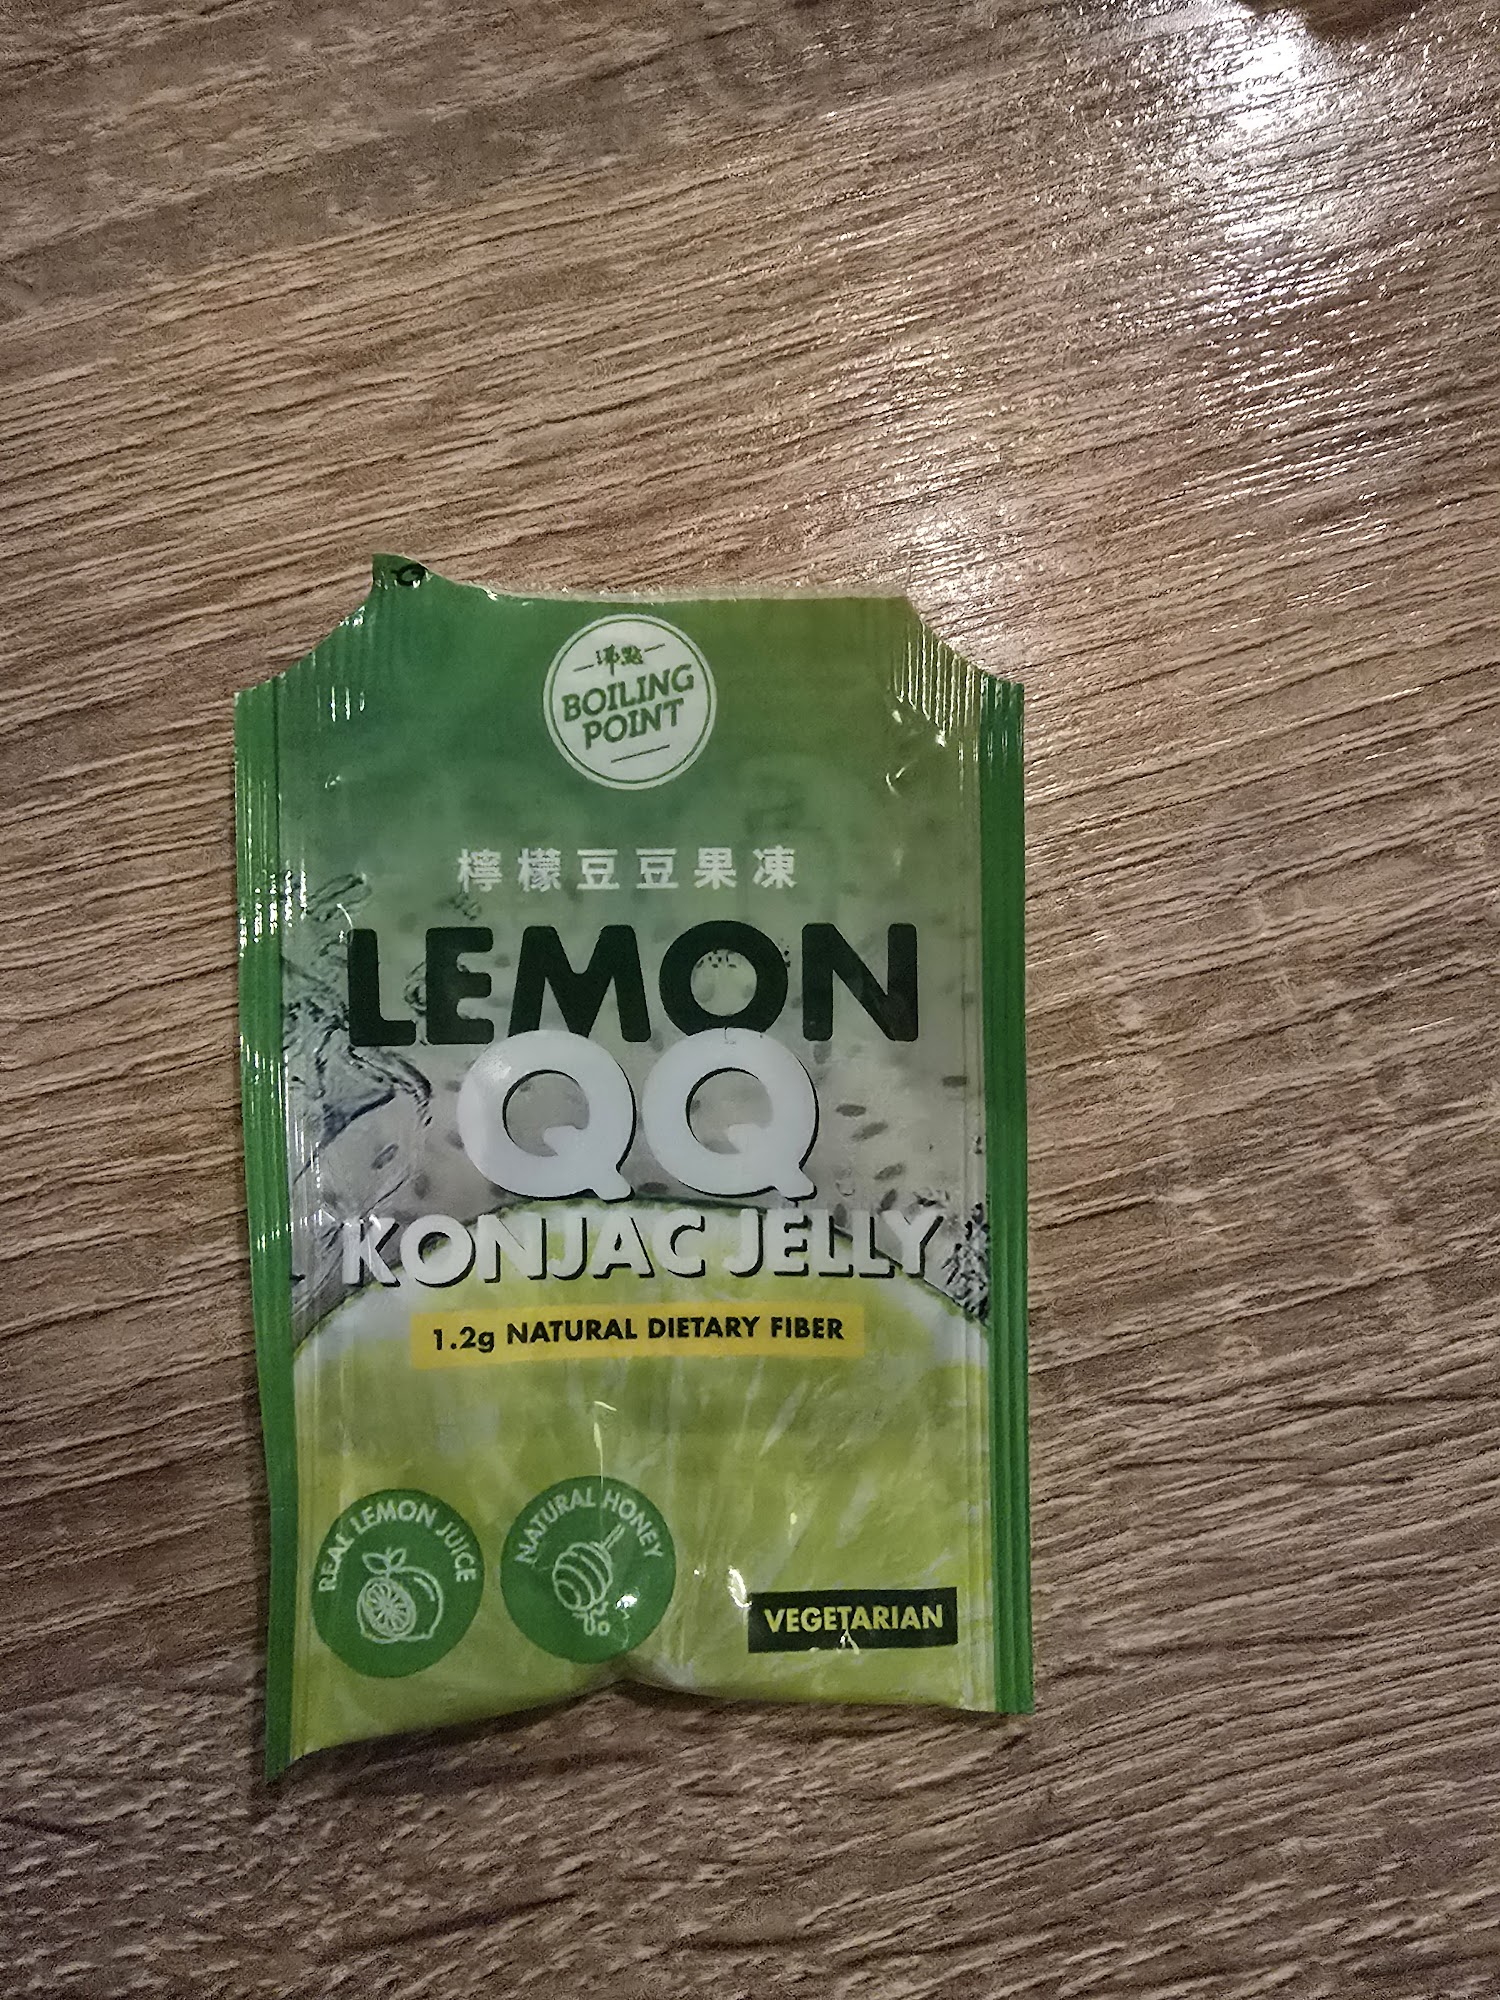 沸點
BOILING
POINT
檸檬豆豆果凍
LEMON
QQ
KONJAC JELLY
1.2g NATURAL DIETARY FIBER
REAL LEMON JUICE
NATURAL HONEY
VEGETARIAN